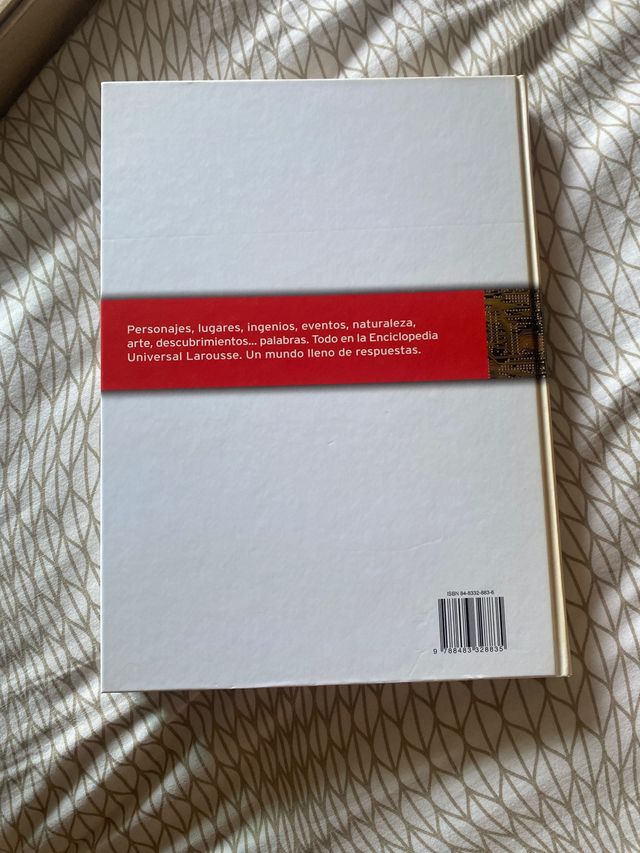 Personajes, lugares, ingenios, eventos, naturaleza,
arte, descubrimientos... palabras. Todo en la Enciclopedia
Universal Larousse. Un mundo lleno de respuestas.
ISBN 84-8332-883-6
9 788483 328835